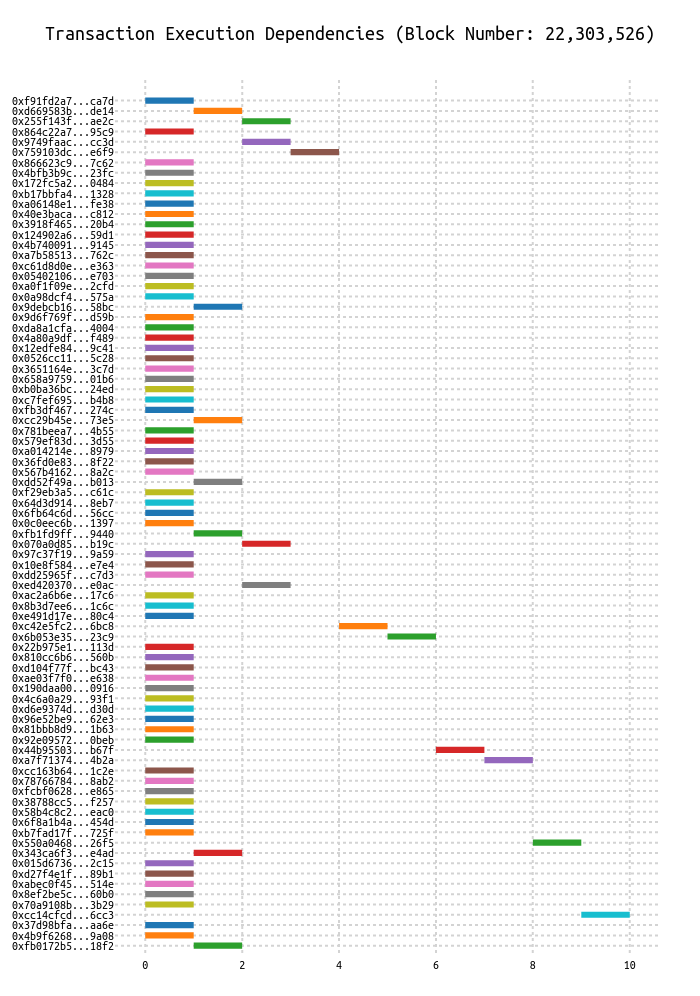 Transaction Execution Dependencies (Block Number: 22,303,526)
0xf91fd2a7...ca7d
0xd669583b...de14
0x255f143f...ae2c
0x864c22a7...95c9
0x9749faac...cc3d
0x759103dc...e6f9
0x866623c9...7c62
0x4bfb3b9c...23fc
0x172fc5a2...0484
0xb17bbfa4...1328
0xa06148e1...fe38
0x40e3baca...c812
0x3918f465...20b4
0x124902a6...59d1
0x4b740091...9145
0xa7b58513...762c
0xc61d8d0e...e363
0x05402106...e703
0xa0f1f09e...2cfd
0x0a98dcf4...575a
0x9debcb16...58bc
0x9d6f769f...d59b
0xda8a1cfa...4004
0x4a80a9df...f489
0x12edfe84...9c41
0x0526cc11...5c28
0x3651164e...3c7d
0x658a9759...01b6
0xb0ba36bc...24ed
0xc7fef695...b4b8
0xfb3df467...274c
0xcc29b45e...73e5
0x781beea7...4b55
0x579ef83d...3d55
0xa014214e...8979
0x36fd0e83...8f22
0x567b4162...8a2c
0xdd52f49a...b013
0xf29eb3a5...c61c
0x64d3d914...8eb7
0x6fb64c6d...56cc
0x0c0eec6b...1397
0xfb1fd9ff...9440
0x070a0d85...b19c
0x97c37f19...9a59
0x10e8f584...e7e4
0xdd25965f...c7d3
0xed420370...e0ac
0xac2a6b6e...17c6
0x8b3d7ee6...1c6c
0xe491d17e...80c4
0xc42e5fc2...6bc8
0x6b053e35...23c9
0x22b975e1...113d
0x810cc6b6...560b
0xd104f77f...bc43
0xae03f7f0...e638
0x190daa00...0916
0x4c6a0a29...93f1
0xd6e9374d...d30d
0x96e52be9...62e3
0x81bbb8d9...1b63
0x92e09572...0beb
0x44b95503...b67f
0xa7f71374...4b2a
0xcc163b64...1c2e
0x78766784...8ab2
0xfcbf0628...e865
0x38788cc5...f257
0x58b4c8c2...eac0
0x6f8a1b4a...454d
0xb7fad17f...725f
0x550a0468...26f5
0x343ca6f3...e4ad
0x015d6736...2c15
0xd27f4e1f...89b1
0xabec0f45...514e
0x8ef2be5c...60b0
0x70a9108b...3b29
0xcc14cfcd...6cc3
0x37d98bfa...aa6e
0x4b9f6268...9a08
0xfb0172b5...18f2
0 2 4 6 8 10